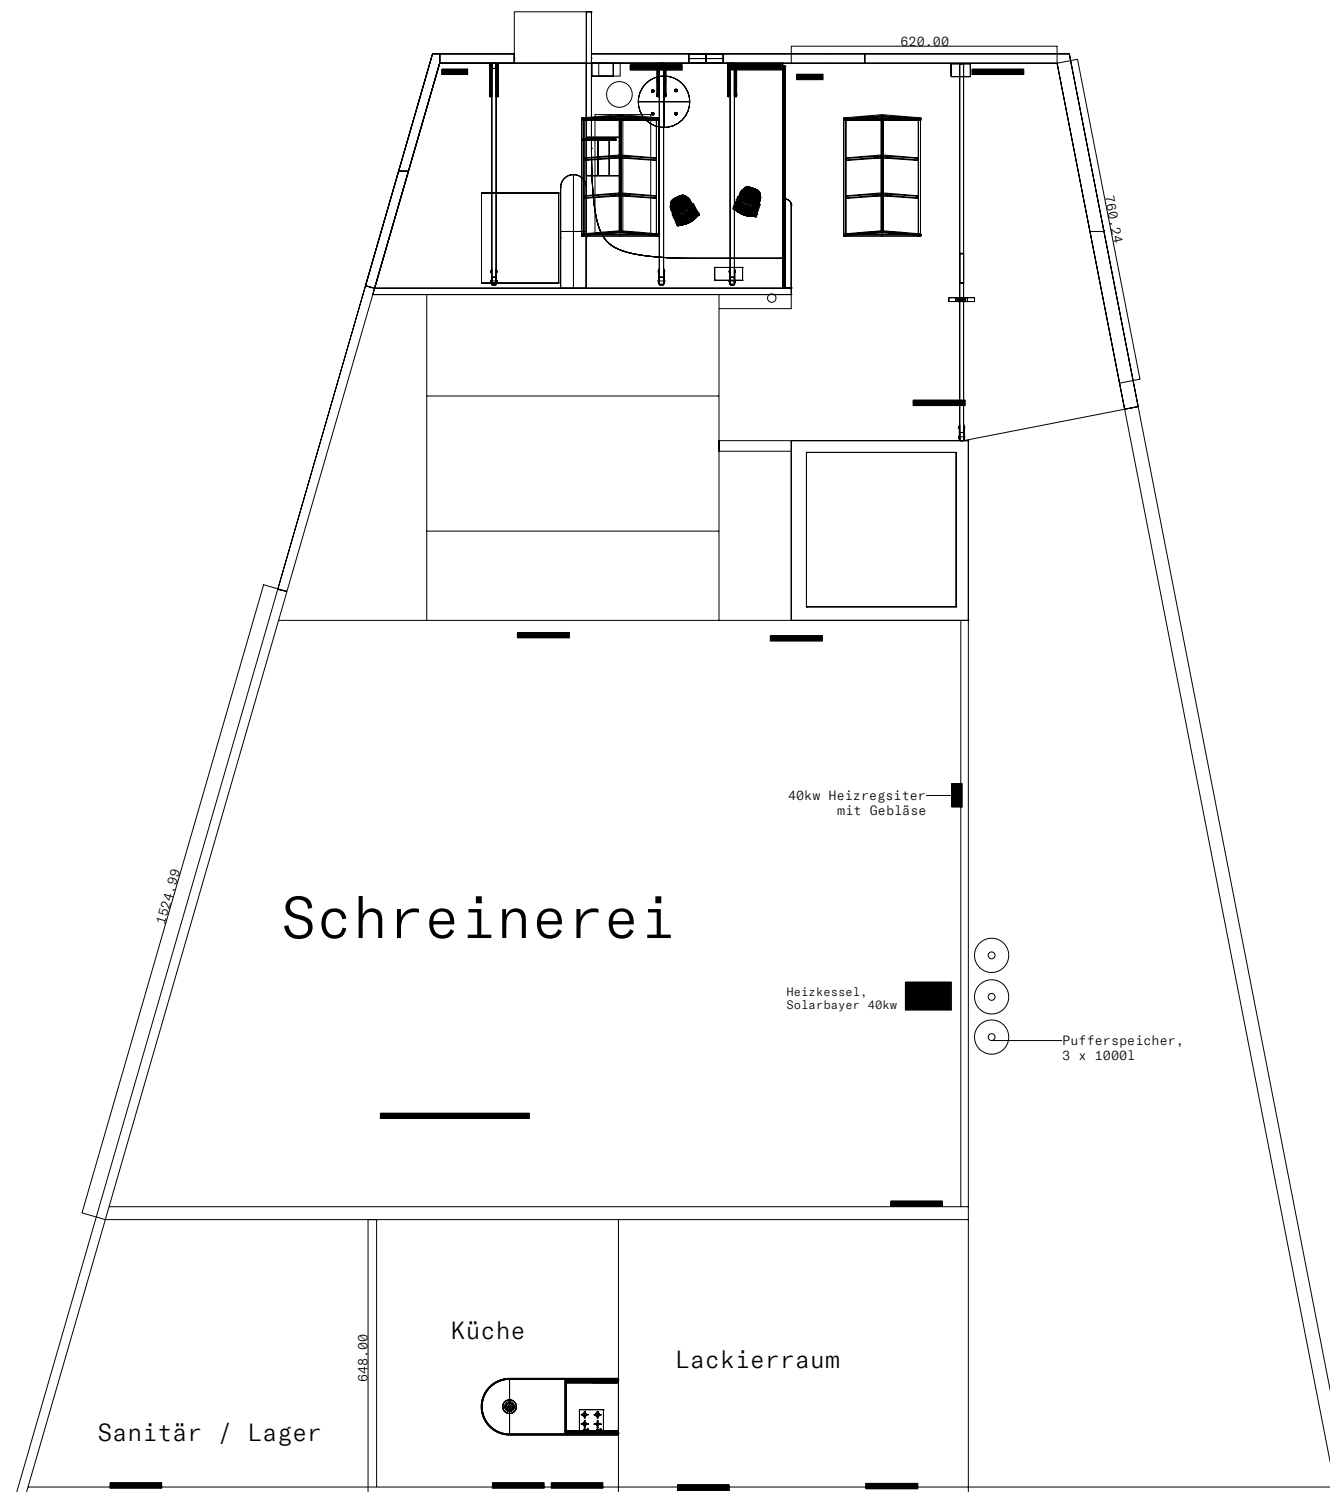 620.00
760.24
40kw Heizregsiter
mit Gebläse
1524.99
Schreinerei
Heizkessel,
Solarbayer 40kw
Pufferspeicher,
3 x 1000l
648.00
Küche
Lackierraum
Sanitär / Lager